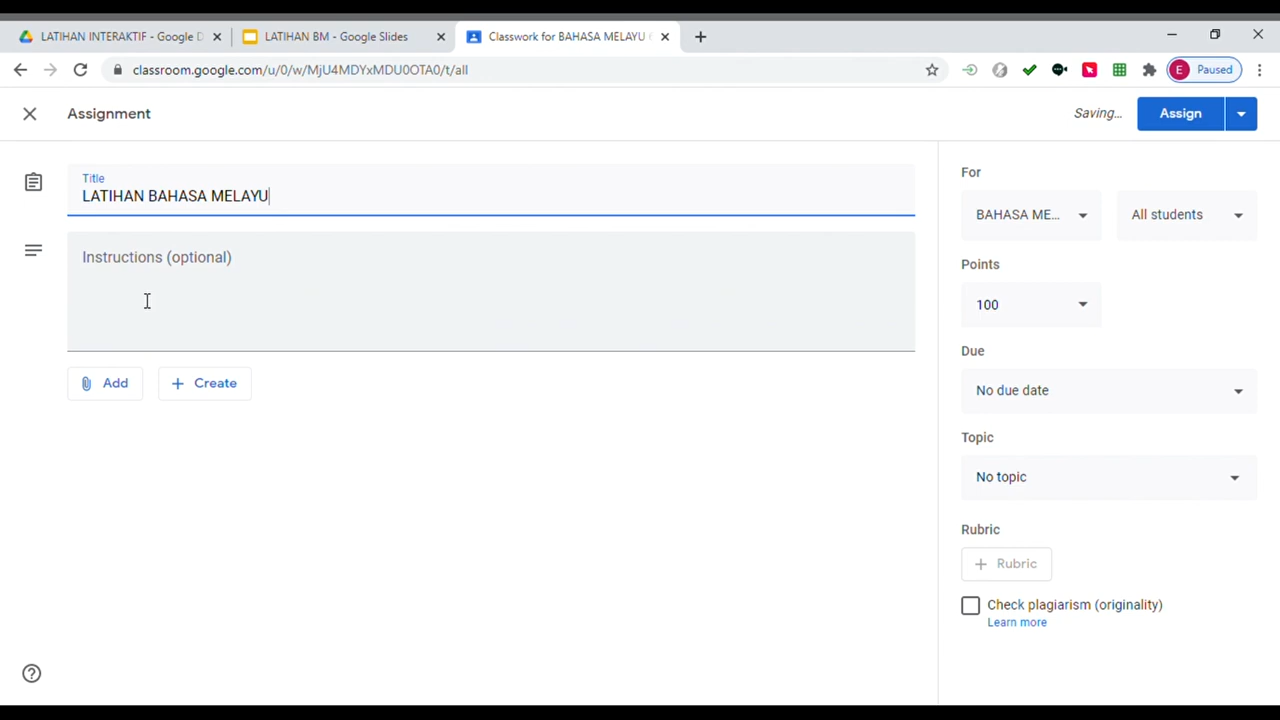 LATIHAN INTERAKTIF - Google D
LATIHAN BM - Google Slides
Classwork for BAHASA MELAYU
classroom.google.com/u/0/w/MjU4MDYxMDU0OTA0/t/all
E Paused
Assignment
Saving...
Assign
Title
LATIHAN BAHASA MELAYU
Instructions (optional)
Add
Create
For
BAHASA ME...
All students
Points
100
Due
No due date
Topic
No topic
Rubric
Rubric
Check plagiarism (originality)
Learn more